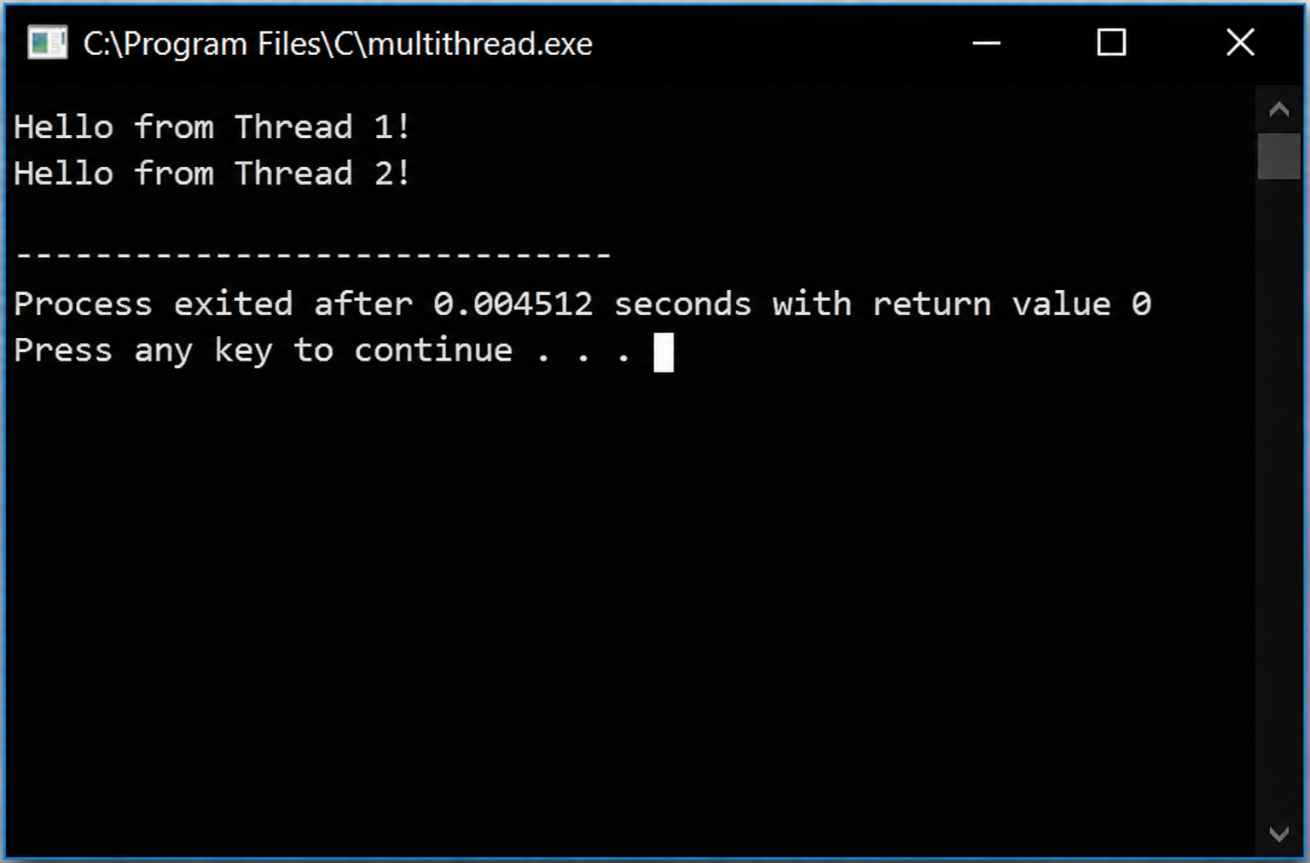 C:\Program Files\C\multithread.exe
Hello from Thread 1!
Hello from Thread 2!
------------------------------
Process exited after 0.004512 seconds with return value 0
Press any key to continue . . .